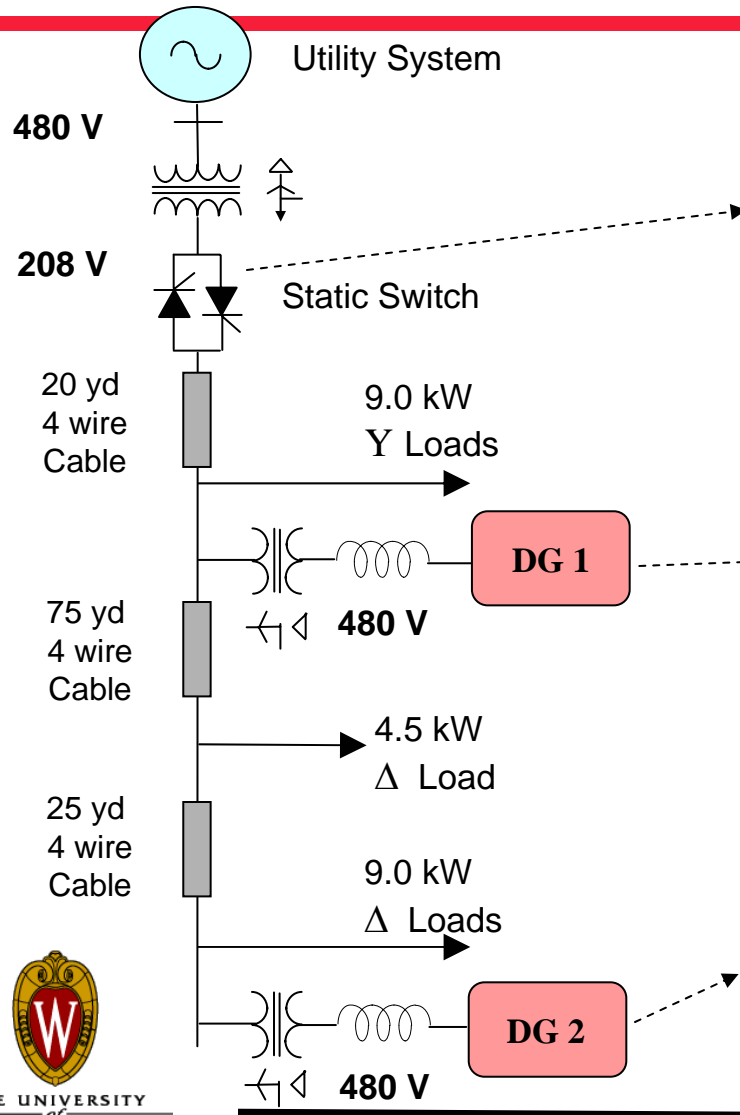 Utility System
480 V
208 V
Static Switch
20 yd
4 wire
Cable
9.0 kW
Y Loads
DG 1
480 V
75 yd
4 wire
Cable
4.5 kW
Δ Load
25 yd
4 wire
Cable
9.0 kW
Δ Loads
DG 2
480 V
W
E UNIVERSITY
of